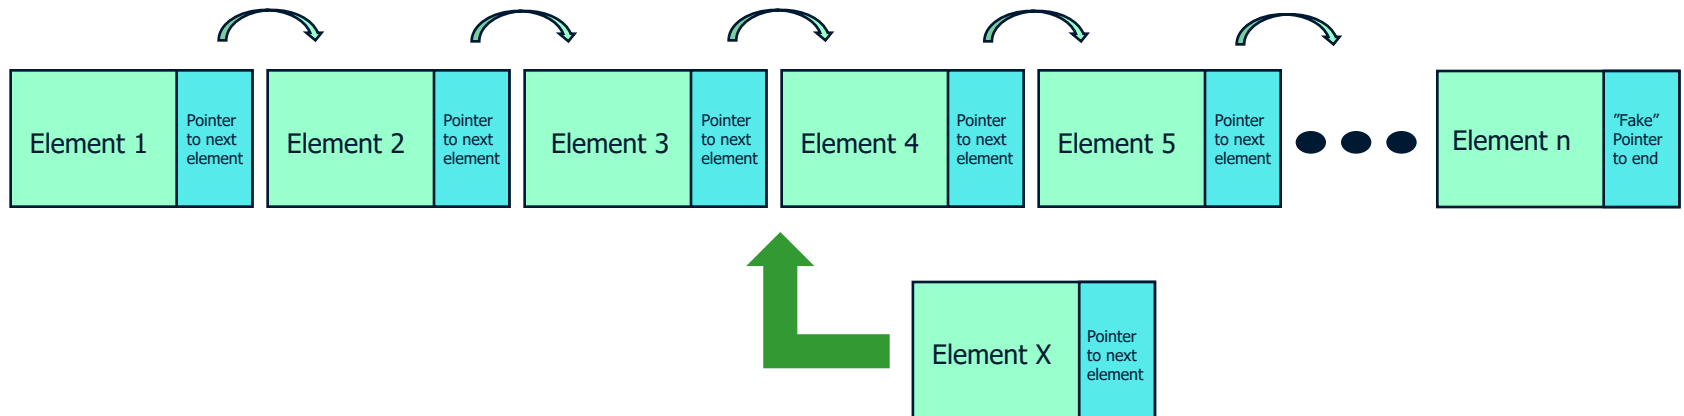 Element 1
Pointer
to next
element
Element 2
Pointer
to next
element
Element 3
Pointer
to next
element
Element 4
Pointer
to next
element
Element 5
Pointer
to next
element
Element n
”Fake”
Pointer
to end
Element X
Pointer
to next
element